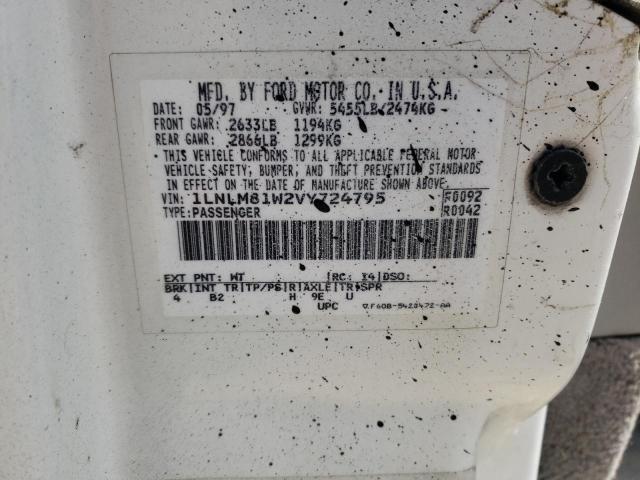 MFD. BY FORD MOTOR CO. IN U.S.A.
DATE: 05/97 GVWR: 5455LB/2474KG
FRONT GAWR: 2633LB 1194KG
REAR GAWR: 2866LB 1299KG
THIS VEHICLE CONFORMS TO ALL APPLICABLE FEDERAL MOTOR
VEHICLE SAFETY, BUMPER, AND THEFT PREVENTION STANDARDS
IN EFFECT ON THE DATE OF MANUFACTURE SHOWN ABOVE.
VIN: 1LNLM81W2VY724795 F0092
TYPE: PASSENGER R0042
EXT PNT: WT RC: 14 DSO:
BRK INT TR TP/PS R AXLE TR SPR
4 B2 H 9E U
UPC